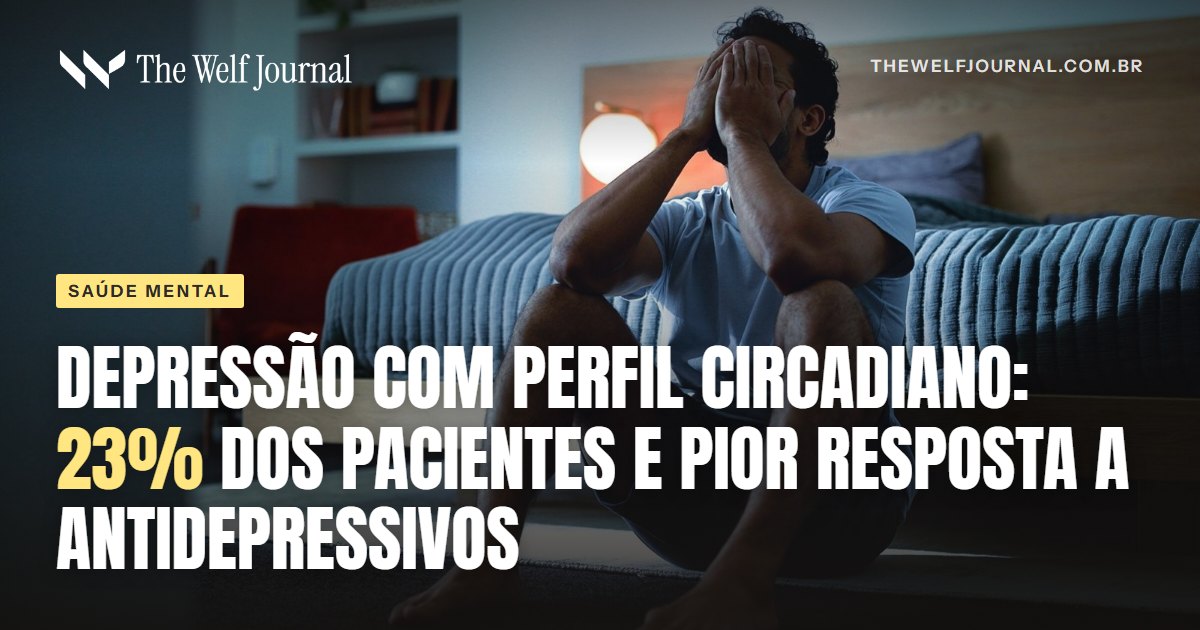 The Welf Journal
THEWELFJOURNAL.COM.BR
SAÚDE MENTAL
DEPRESSÃO COM PERFIL CIRCADIANO:
23% DOS PACIENTES E PIOR RESPOSTA A
ANTIDEPRESSIVOS